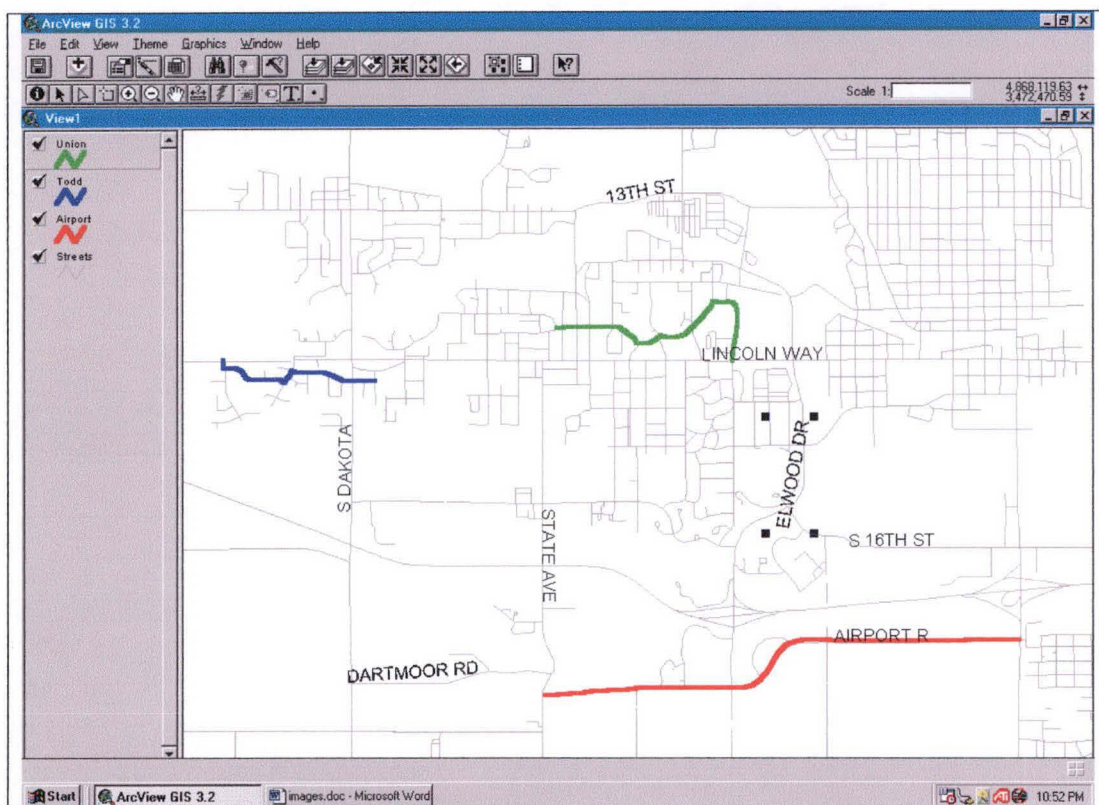 ArcView GIS 3.2
File Edit View Theme Graphics Window Help
Scale 1:
4,868,119.63
3,472,470.59
View1
Union
Todd
Airport
Streets
13TH ST
LINCOLN WAY
S DAKOTA
ELWOOD DR
STATE AVE
S 16TH ST
AIRPORT R
DARTMOOR RD
Start
ArcView GIS 3.2
images.doc - Microsoft Word
10:52 PM